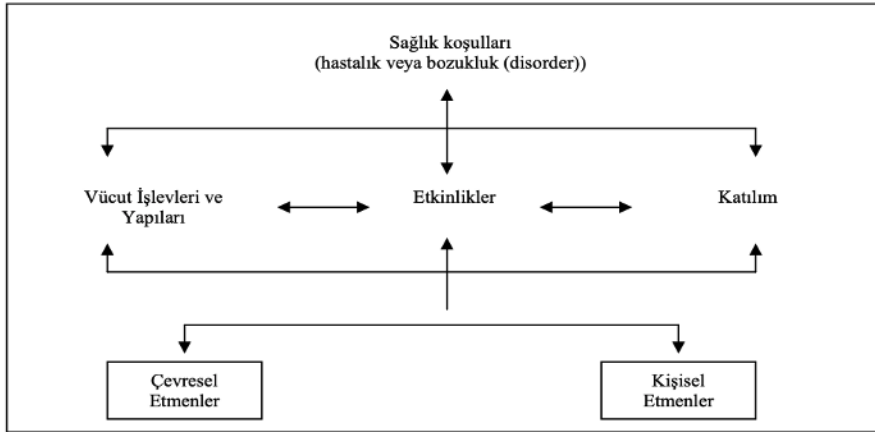 Sağlık koşulları
(hastalık veya bozukluk (disorder))
Vücut İşlevleri ve
Yapıları
Etkinlikler
Katılım
Çevresel
Etmenler
Kişisel
Etmenler